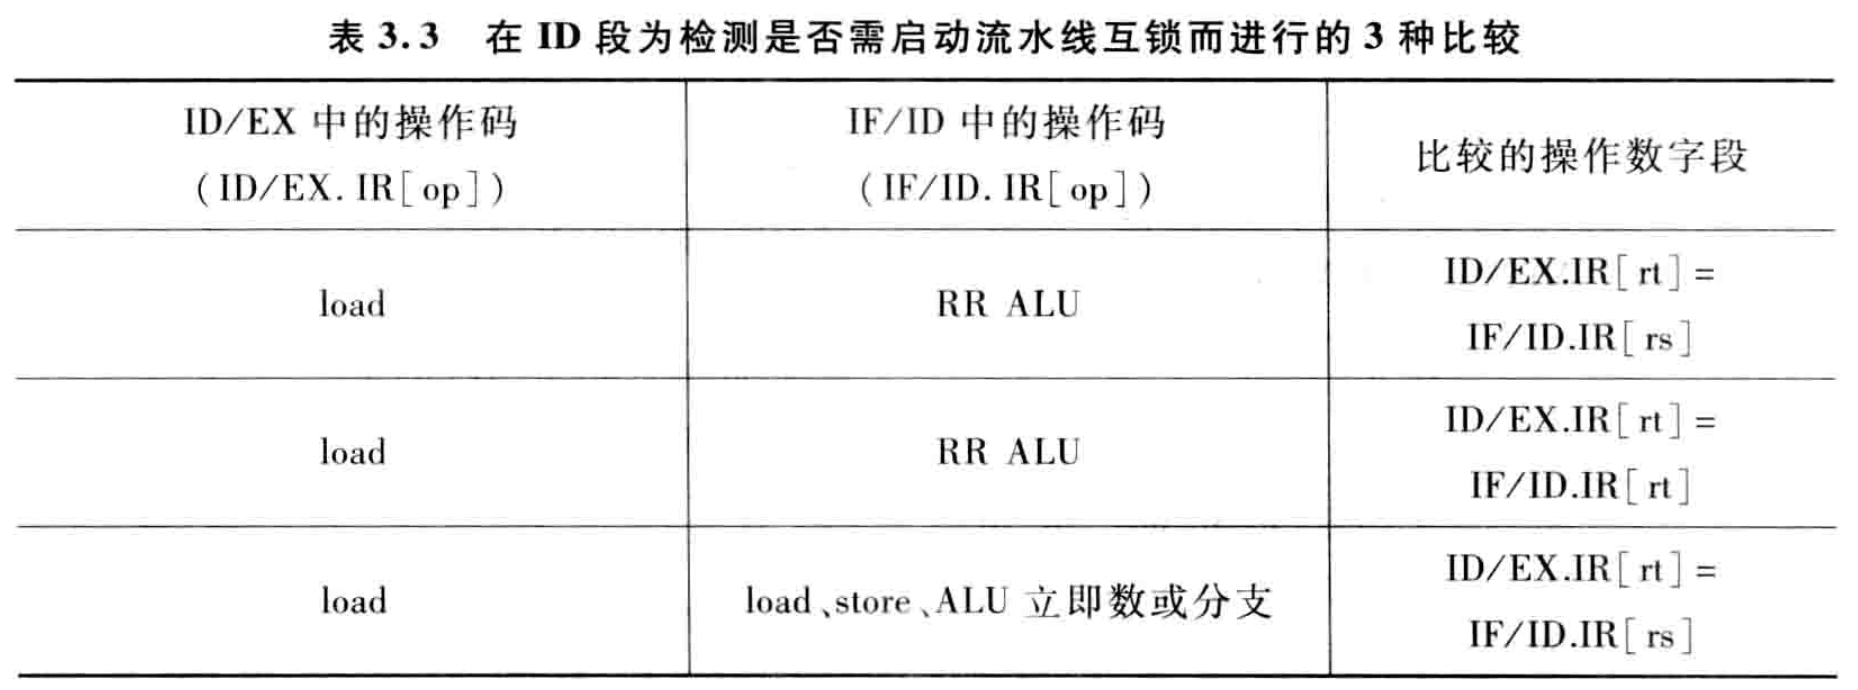 表 3.3 在 ID 段为检测是否需启动流水线互锁而进行的 3 种比较
ID/EX 中的操作码
(ID/EX. IR[op])
IF/ID 中的操作码
(IF/ID. IR[op])
比较的操作数字段
load
RR ALU
ID/EX.IR[rt]=
IF/ID.IR[rs]
load
RR ALU
ID/EX.IR[rt]=
IF/ID.IR[rt]
load
load、store、ALU 立即数或分支
ID/EX.IR[rt]=
IF/ID.IR[rs]